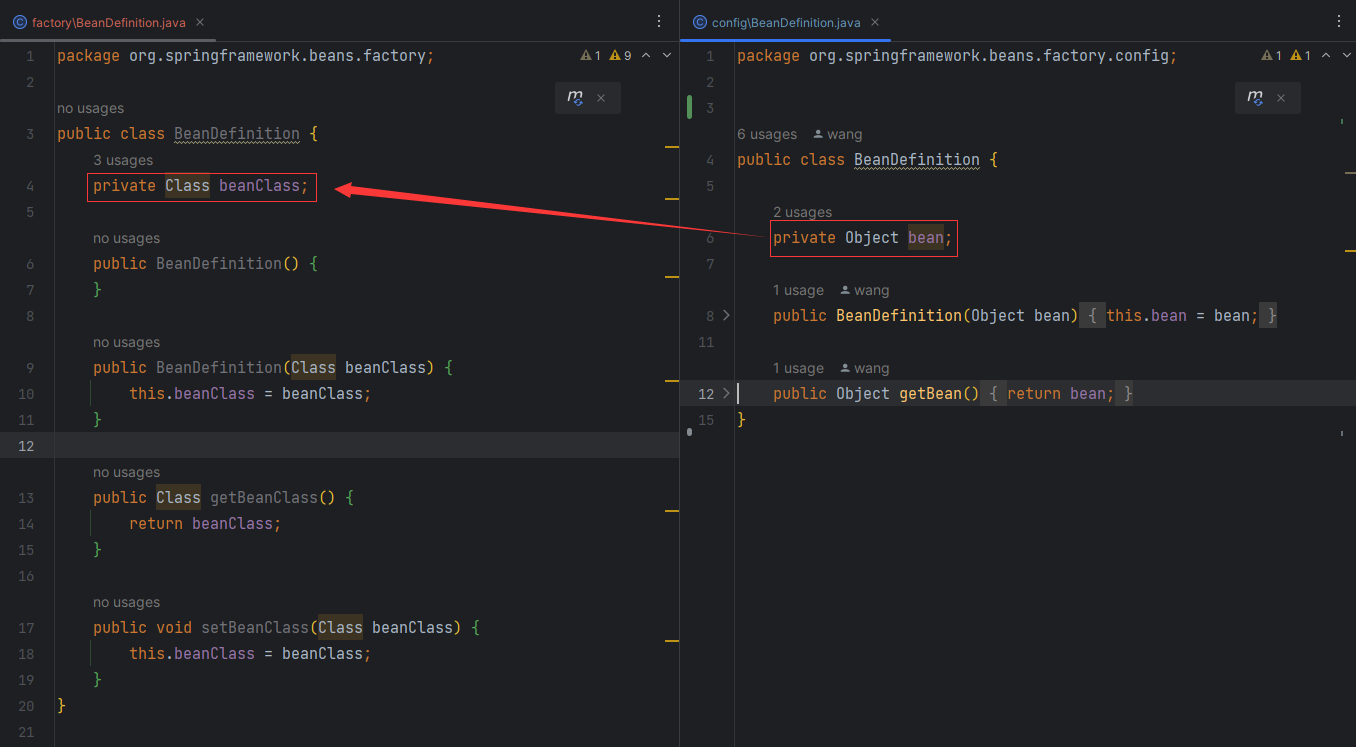 factory\BeanDefinition.java
1 package org.springframework.beans.factory; 1 9
2
no usages
3 public class BeanDefinition {
3 usages
4 private Class beanClass;
5
no usages
6 public BeanDefinition() {
7 }
8
no usages
9 public BeanDefinition(Class beanClass) {
10 this.beanClass = beanClass;
11 }
12
no usages
13 public Class getBeanClass() {
14 return beanClass;
15 }
16
no usages
17 public void setBeanClass(Class beanClass) {
18 this.beanClass = beanClass;
19 }
20 }
21
config\BeanDefinition.java
1 package org.springframework.beans.factory.config; 1 1
2
3
6 usages wang
4 public class BeanDefinition {
5
2 usages
6 private Object bean;
7
1 usage wang
8 public BeanDefinition(Object bean) { this.bean = bean; }
11
1 usage wang
12 public Object getBean() { return bean; }
15 }